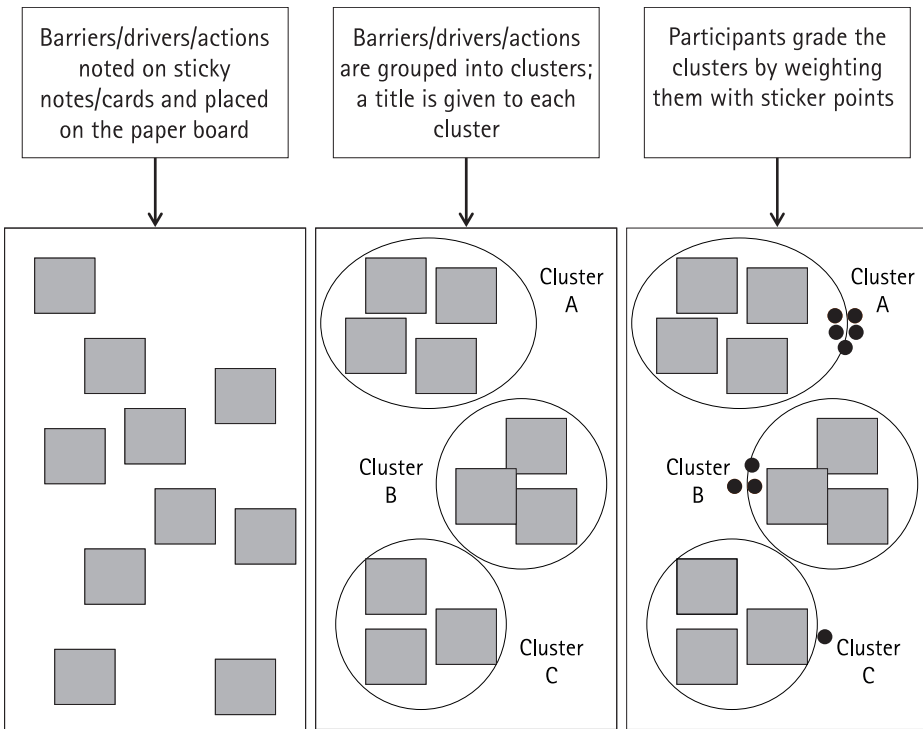 Barriers/drivers/actions
noted on sticky
notes/cards and placed
on the paper board
Barriers/drivers/actions
are grouped into clusters;
a title is given to each
cluster
Participants grade the
clusters by weighting
them with sticker points
Cluster
A
Cluster
B
Cluster
C
Cluster
A
Cluster
B
Cluster
C